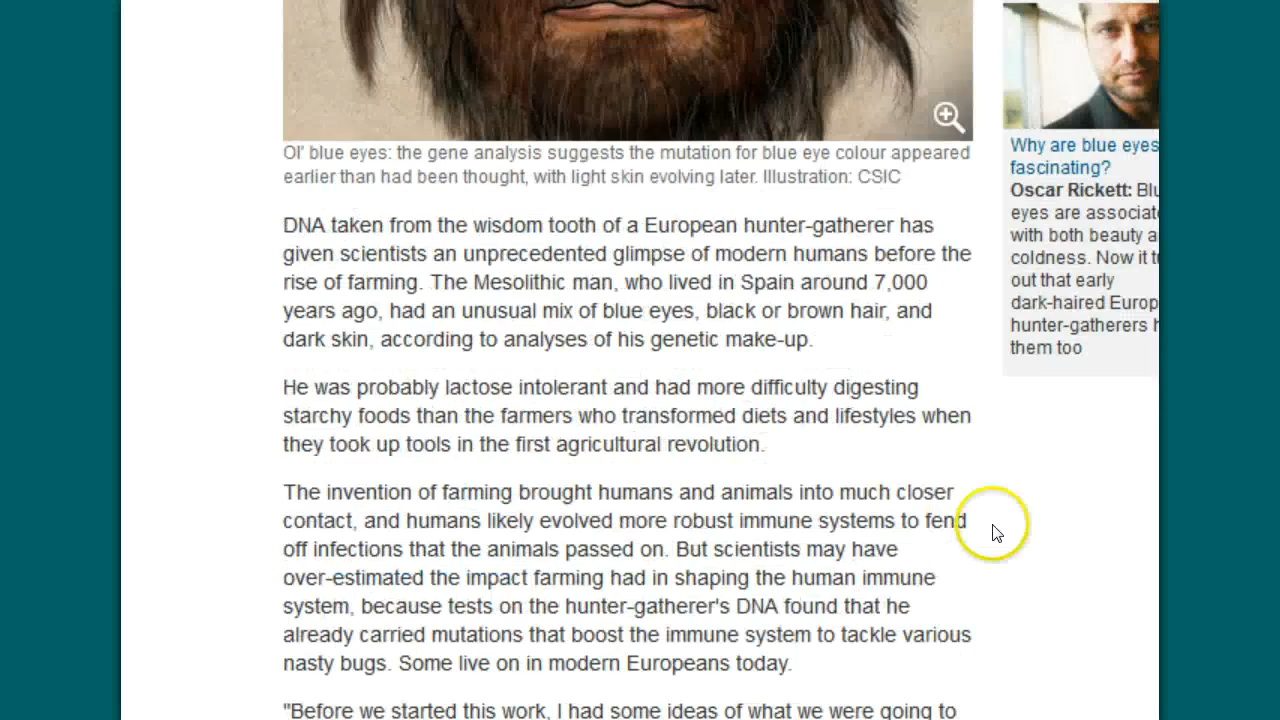 Ol' blue eyes: the gene analysis suggests the mutation for blue eye colour appeared
earlier than had been thought, with light skin evolving later. Illustration: CSIC
DNA taken from the wisdom tooth of a European hunter-gatherer has
given scientists an unprecedented glimpse of modern humans before the
rise of farming. The Mesolithic man, who lived in Spain around 7,000
years ago, had an unusual mix of blue eyes, black or brown hair, and
dark skin, according to analyses of his genetic make-up.
He was probably lactose intolerant and had more difficulty digesting
starchy foods than the farmers who transformed diets and lifestyles when
they took up tools in the first agricultural revolution.
The invention of farming brought humans and animals into much closer
contact, and humans likely evolved more robust immune systems to fend
off infections that the animals passed on. But scientists may have
over-estimated the impact farming had in shaping the human immune
system, because tests on the hunter-gatherer's DNA found that he
already carried mutations that boost the immune system to tackle various
nasty bugs. Some live on in modern Europeans today.
"Before we started this work, I had some ideas of what we were going to
Why are blue eyes
fascinating?
Oscar Rickett: Blu
eyes are associat
with both beauty a
coldness. Now it t
out that early
dark-haired Europ
hunter-gatherers h
them too